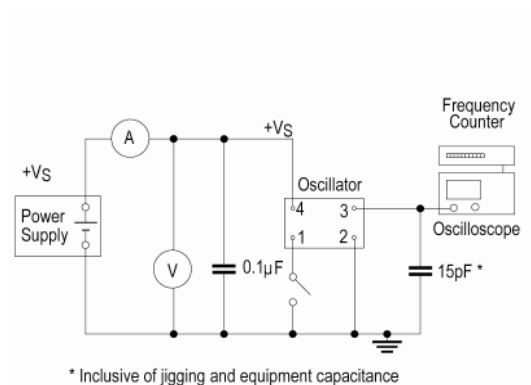 Frequency
Counter
+VS
A
+VS
Oscillator
Power
Supply
4 3
1 2
V
0.1µF
Oscilloscope
15pF *
* Inclusive of jigging and equipment capacitance